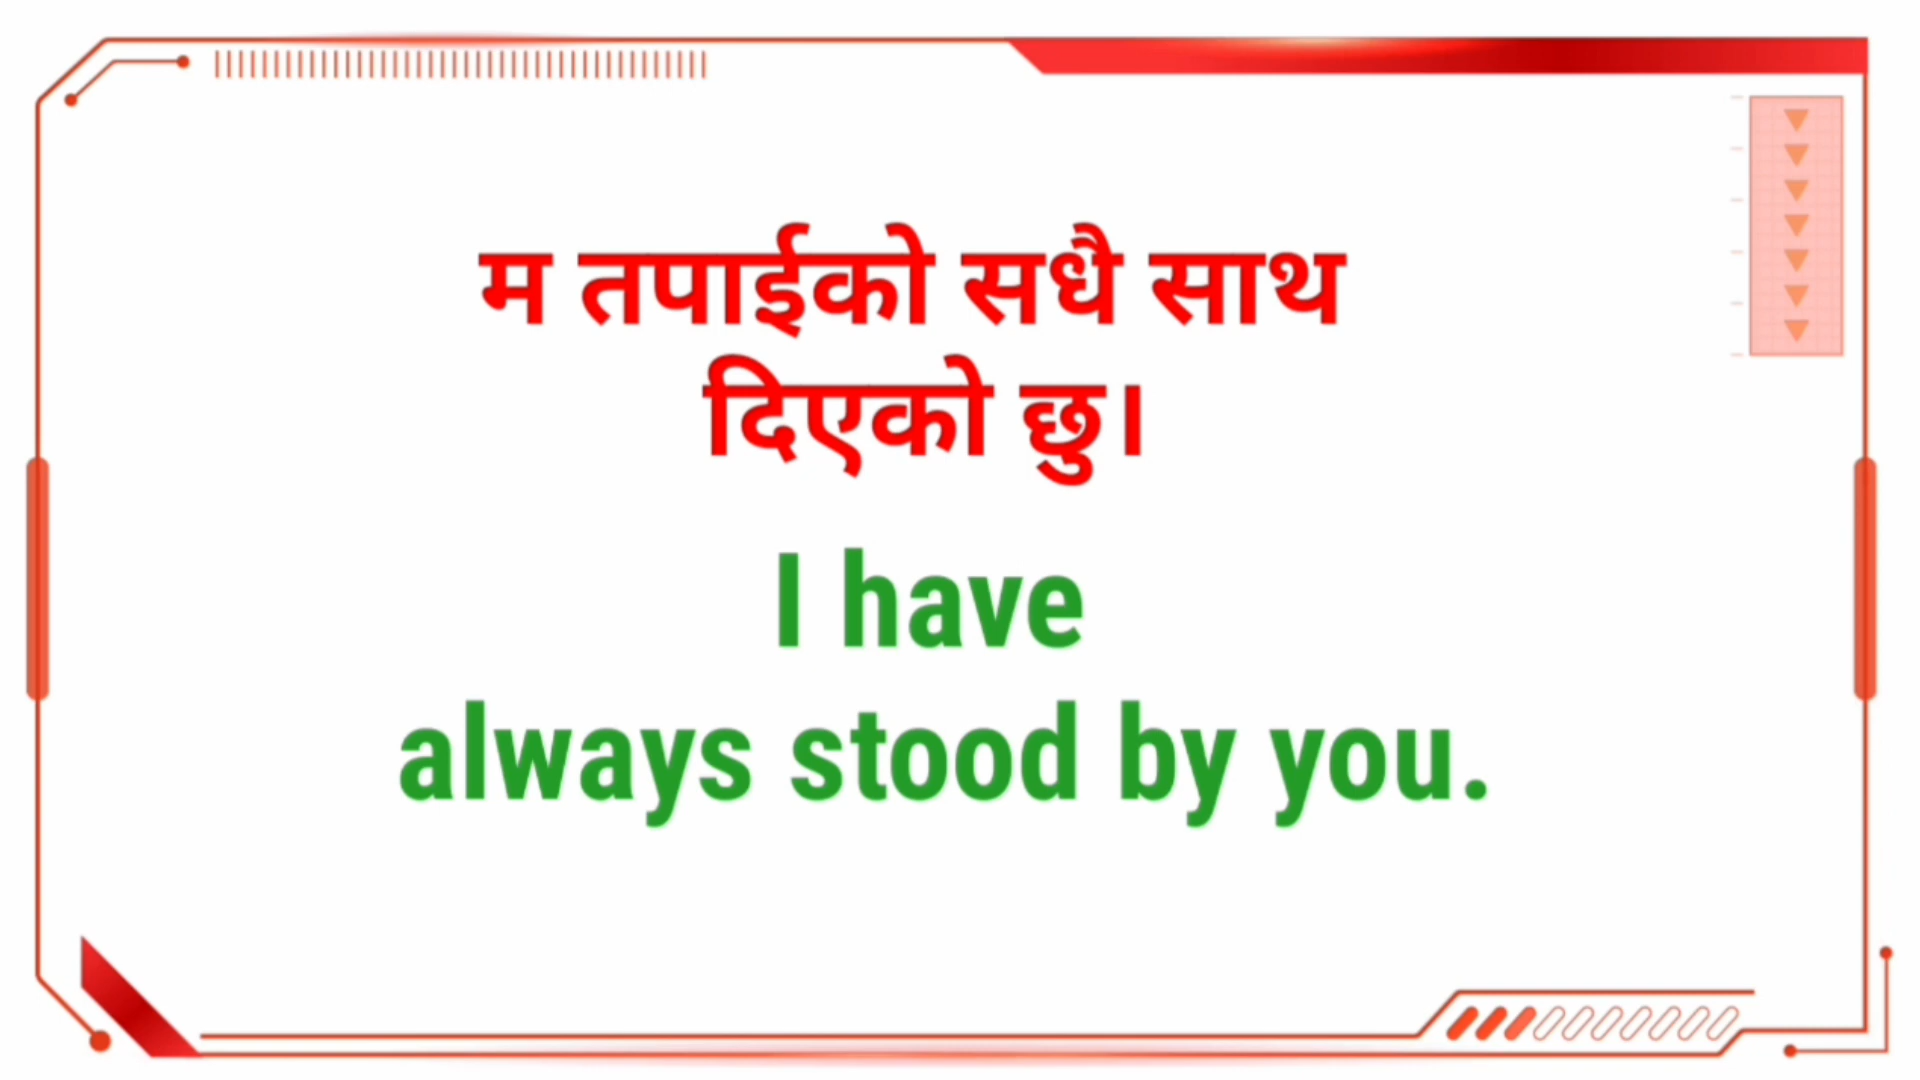 म तपाईको सधै साथ
दिएको छु।
I have
always stood by you.